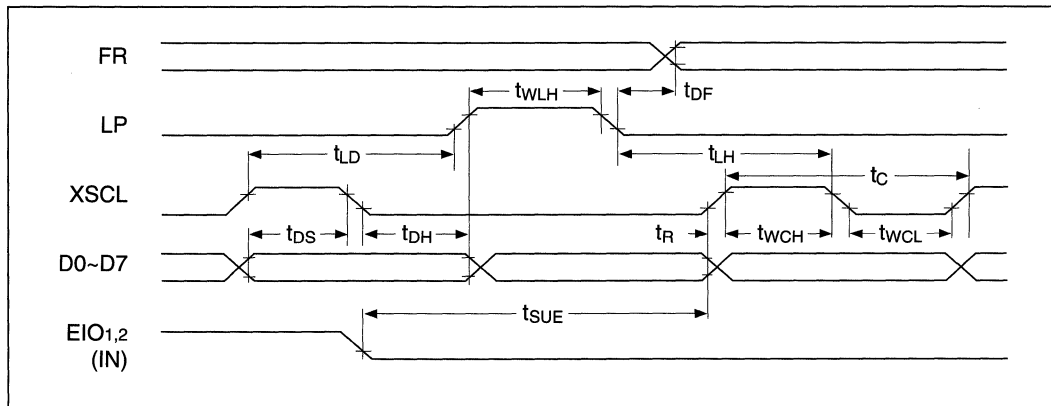 FR
tDF
tWLH
LP
tLD
tLH
tC
XSCL
tDS
tDH
tR
tWCH
tWCL
D0~D7
tSUE
EIO1,2
(IN)